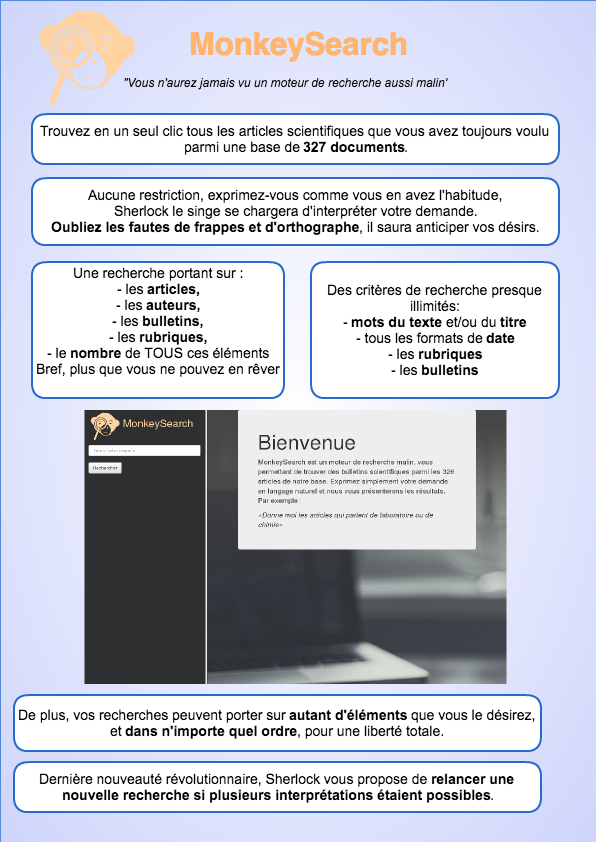 MonkeySearch
"Vous n'aurez jamais vu un moteur de recherche aussi malin'
Trouvez en un seul clic tous les articles scientifiques que vous avez toujours voulu
parmi une base de 327 documents.
Aucune restriction, exprimez-vous comme vous en avez l'habitude,
Sherlock le singe se chargera d'interpréter votre demande.
Oubliez les fautes de frappes et d'orthographe, il saura anticiper vos désirs.
Une recherche portant sur :
- les articles,
- les auteurs,
- les bulletins,
- les rubriques,
- le nombre de TOUS ces éléments
Bref, plus que vous ne pouvez en rêver
Des critères de recherche presque
illimités:
- mots du texte et/ou du titre
- tous les formats de date
- les rubriques
- les bulletins
MonkeySearch
Rechercher
Bienvenue
MonkeySearch est un moteur de recherche malin, vous
permettant de trouver des bulletins scientifiques parmi les 326
articles de notre base. Exprimez simplement votre demande
en langage naturel et nous vous présenterons les résultats.
Par exemple :
«Donne moi les articles qui parlent de laboratoire ou de
chimie»
De plus, vos recherches peuvent porter sur autant d'éléments que vous le désirez,
et dans n'importe quel ordre, pour une liberté totale.
Dernière nouveauté révolutionnaire, Sherlock vous propose de relancer une
nouvelle recherche si plusieurs interprétations étaient possibles.